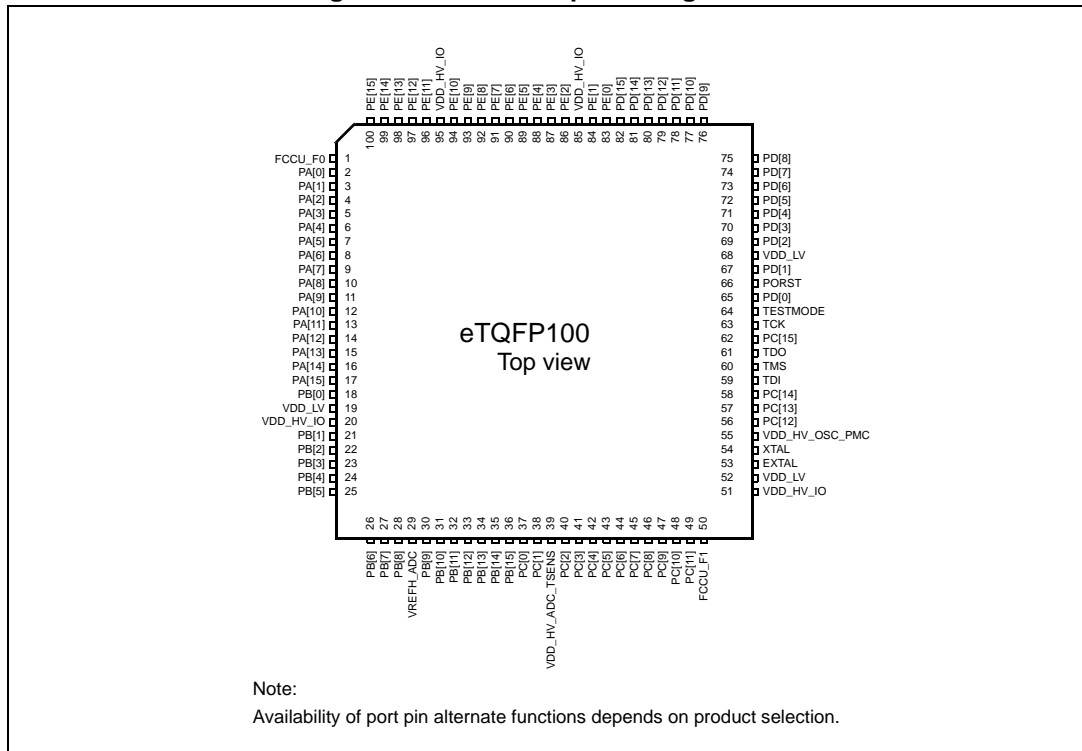 PE[15] 100
PE[14] 99
PE[13] 98
PE[12] 97
PE[11] 96
VDD_HV_IO 95
PE[10] 94
PE[9] 93
PE[8] 92
PE[7] 91
PE[6] 90
PE[5] 89
PE[4] 88
PE[3] 87
PE[2] 86
VDD_HV_IO 85
PE[1] 84
PE[0] 83
PD[15] 82
PD[14] 81
PD[13] 80
PD[12] 79
PD[11] 78
PD[10] 77
PD[9] 76
FCCU_F0 1
PA[0] 2
PA[1] 3
PA[2] 4
PA[3] 5
PA[4] 6
PA[5] 7
PA[6] 8
PA[7] 9
PA[8] 10
PA[9] 11
PA[10] 12
PA[11] 13
PA[12] 14
PA[13] 15
PA[14] 16
PA[15] 17
PB[0] 18
VDD_LV 19
VDD_HV_IO 20
PB[1] 21
PB[2] 22
PB[3] 23
PB[4] 24
PB[5] 25
eTQFP100
Top view
75 PD[8]
74 PD[7]
73 PD[6]
72 PD[5]
71 PD[4]
70 PD[3]
69 PD[2]
68 VDD_LV
67 PD[1]
66 PORST
65 PD[0]
64 TESTMODE
63 TCK
62 PC[15]
61 TDO
60 TMS
59 TDI
58 PC[14]
57 PC[13]
56 PC[12]
55 VDD_HV_OSC_PMC
54 XTAL
53 EXTAL
52 VDD_LV
51 VDD_HV_IO
PB[6] 26
PB[7] 27
PB[8] 28
VREFH_ADC 29
PB[9] 30
PB[10] 31
PB[11] 32
PB[12] 33
PB[13] 34
PB[14] 35
PB[15] 36
PC[0] 37
PC[1] 38
VDD_HV_ADC_TSENS 39
PC[2] 40
PC[3] 41
PC[4] 42
PC[5] 43
PC[6] 44
PC[7] 45
PC[8] 46
PC[9] 47
PC[10] 48
PC[11] 49
FCCU_F1 50
Note:
Availability of port pin alternate functions depends on product selection.